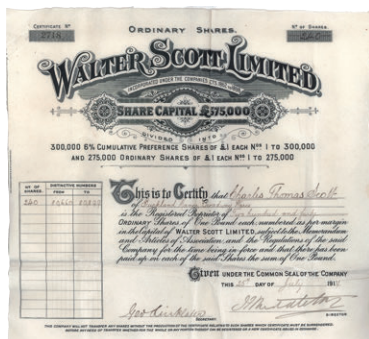 CERTIFICATE Nº
2718
ORDINARY SHARES.
Nº OF SHARES.
WALTER SCOTT, LIMITED.
INCORPORATED UNDER THE COMPANIES ACTS
SHARE CAPITAL £575,000
DIVIDED INTO
300,000 6% CUMULATIVE PREFERENCE SHARES OF £1 EACH Nos 1 TO 300,000
AND 275,000 ORDINARY SHARES OF £1 EACH Nos 1 TO 275,000
Nº OF SHARES
DISTINCTIVE NUMBERS
FROM
TO
This is to Certify that Charles Thomas Scott
of
is the Registered Proprietor of
ORDINARY Shares of One Pound each numbered as per margin
in the Capital of WALTER SCOTT LIMITED, subject to the Memorandum
and Articles of Association and the Regulations of the said
Company for the time being in force and that there has been
paid up on each of the said Shares the sum of One Pound.
Given UNDER THE COMMON SEAL OF THE COMPANY
THIS DAY OF July
SECRETARY
DIRECTOR